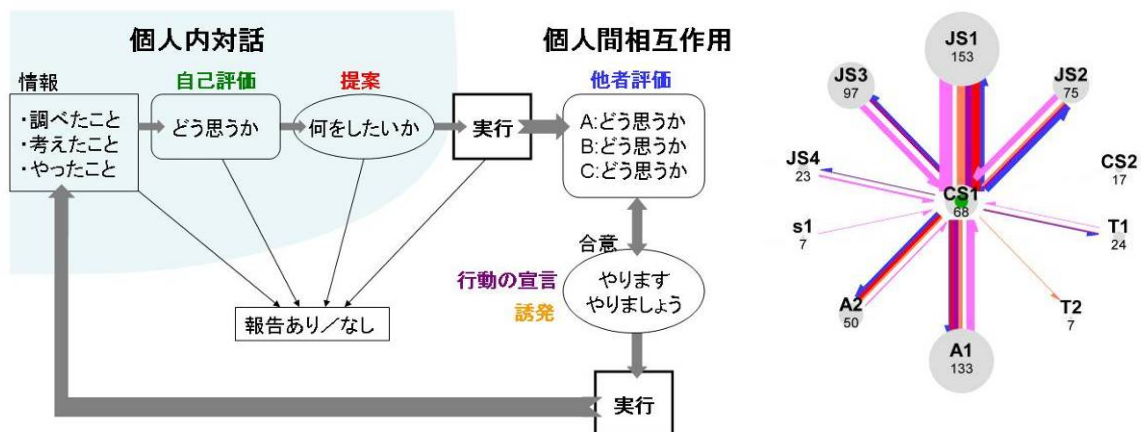 個人内対話
個人間相互作用
情報
・調べたこと
・考えたこと
・やったこと
自己評価
どう思うか
提案
何をしたいか
実行
他者評価
A:どう思うか
B:どう思うか
C:どう思うか
合意
行動の宣言
誘発
やります
やりましょう
報告あり／なし
実行
JS1
153
JS3
97
JS2
75
JS4
23
CS2
17
CS1
68
s1
7
T1
24
A2
50
T2
7
A1
133